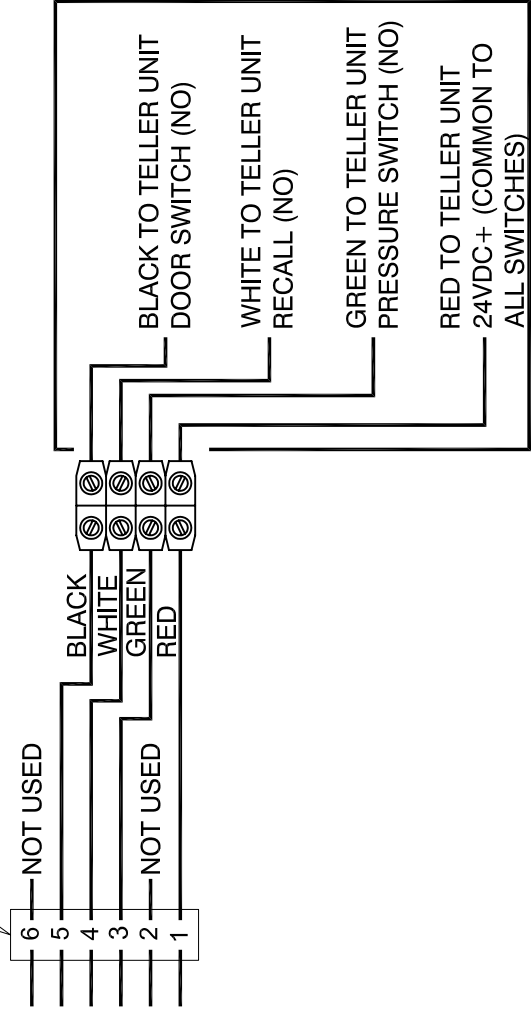 BLACK TO TELLER UNIT
DOOR SWITCH (NO)
WHITE TO TELLER UNIT
RECALL (NO)
GREEN TO TELLER UNIT
PRESSURE SWITCH (NO)
RED TO TELLER UNIT
24VDC+ (COMMON TO
ALL SWITCHES)
BLACK
WHITE
GREEN
RED
NOT USED
NOT USED
6
5
4
3
2
1